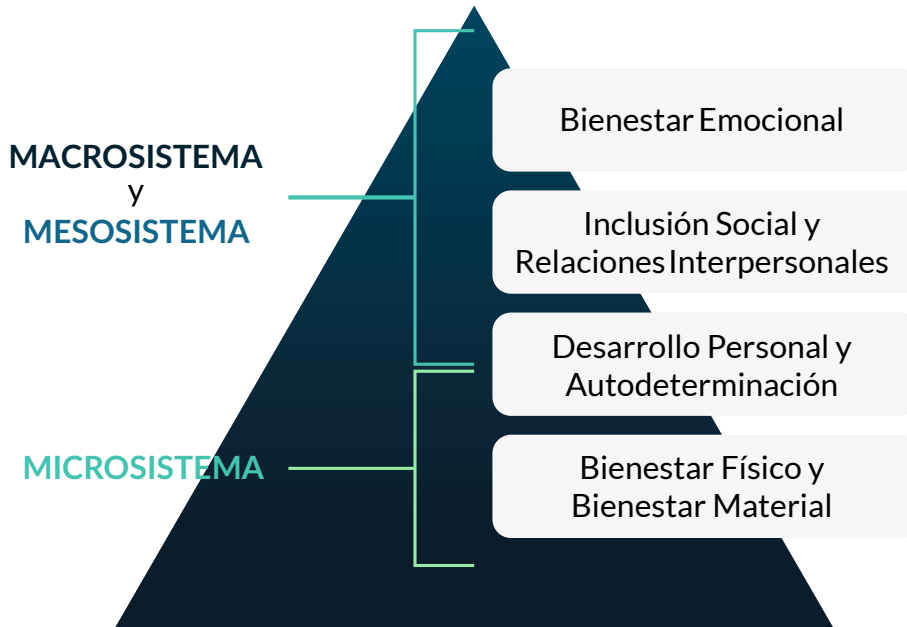 MACROSISTEMA
y
MESOSISTEMA
MICROSISTEMA
Bienestar Emocional
Inclusión Social y
Relaciones Interpersonales
Desarrollo Personal y
Autodeterminación
Bienestar Físico y
Bienestar Material